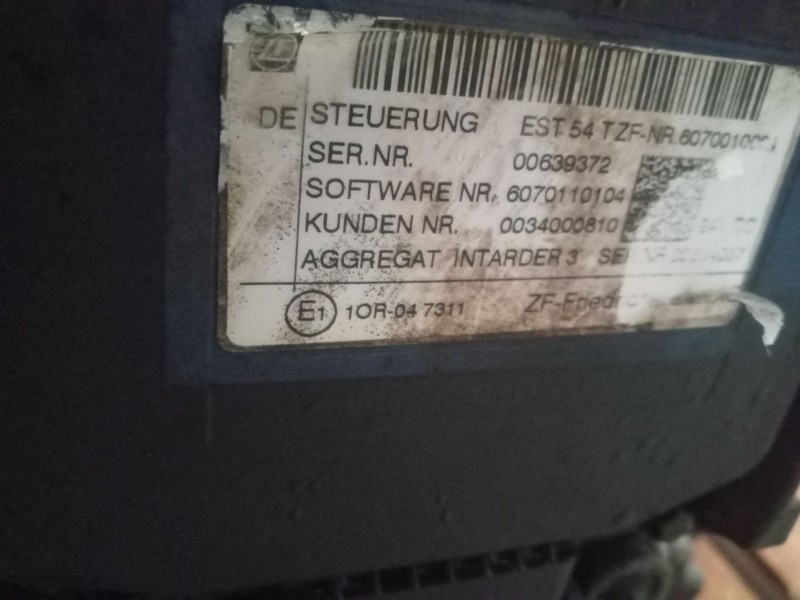 DE STEUERUNG EST 54 T ZF-NR.
SER.NR. 00639372
SOFTWARE NR. 6070110104
KUNDEN NR. 0034000810
AGGREGAT INTARDER 3
E1 10R-04 7311